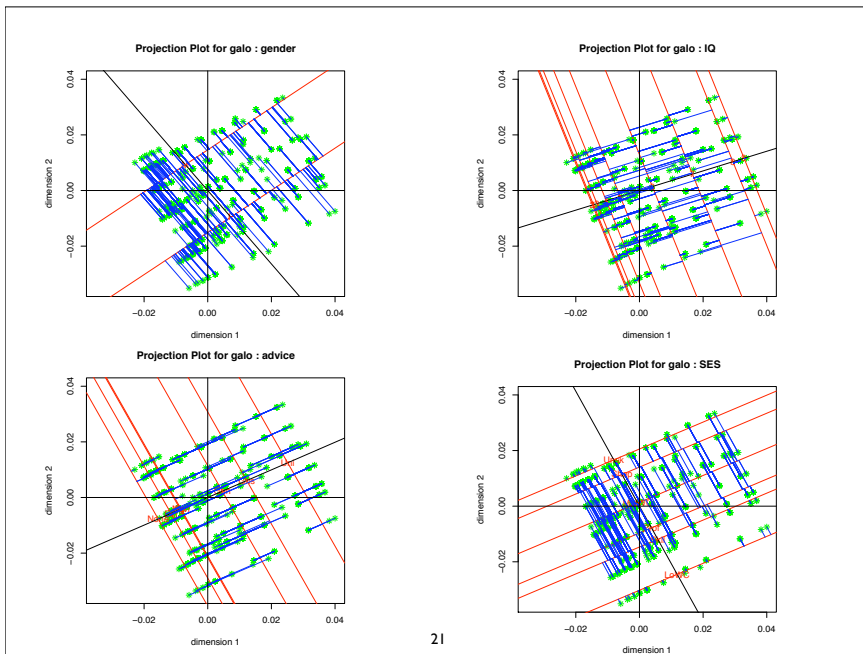 Projection Plot for galo : gender
dimension 2
0.04
0.02
0.00
−0.02
−0.02 0.00 0.02 0.04
dimension 1
Projection Plot for galo : IQ
dimension 2
0.04
0.02
0.00
−0.02
−0.02 0.00 0.02 0.04
dimension 1
Projection Plot for galo : advice
dimension 2
0.04
0.02
0.00
−0.02
Uni
−0.02 0.00 0.02 0.04
dimension 1
Projection Plot for galo : SES
dimension 2
0.04
0.02
0.00
−0.02
LoWC
−0.02 0.00 0.02 0.04
dimension 1
21